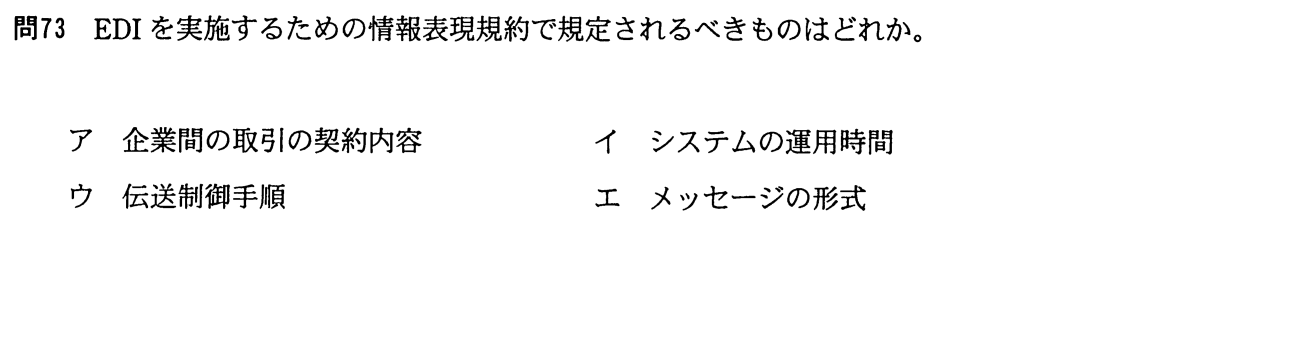 問73 EDI を実施するための情報表現規約で規定されるべきものはどれか。
ア 企業間の取引の契約内容 イ システムの運用時間
ウ 伝送制御手順 エ メッセージの形式